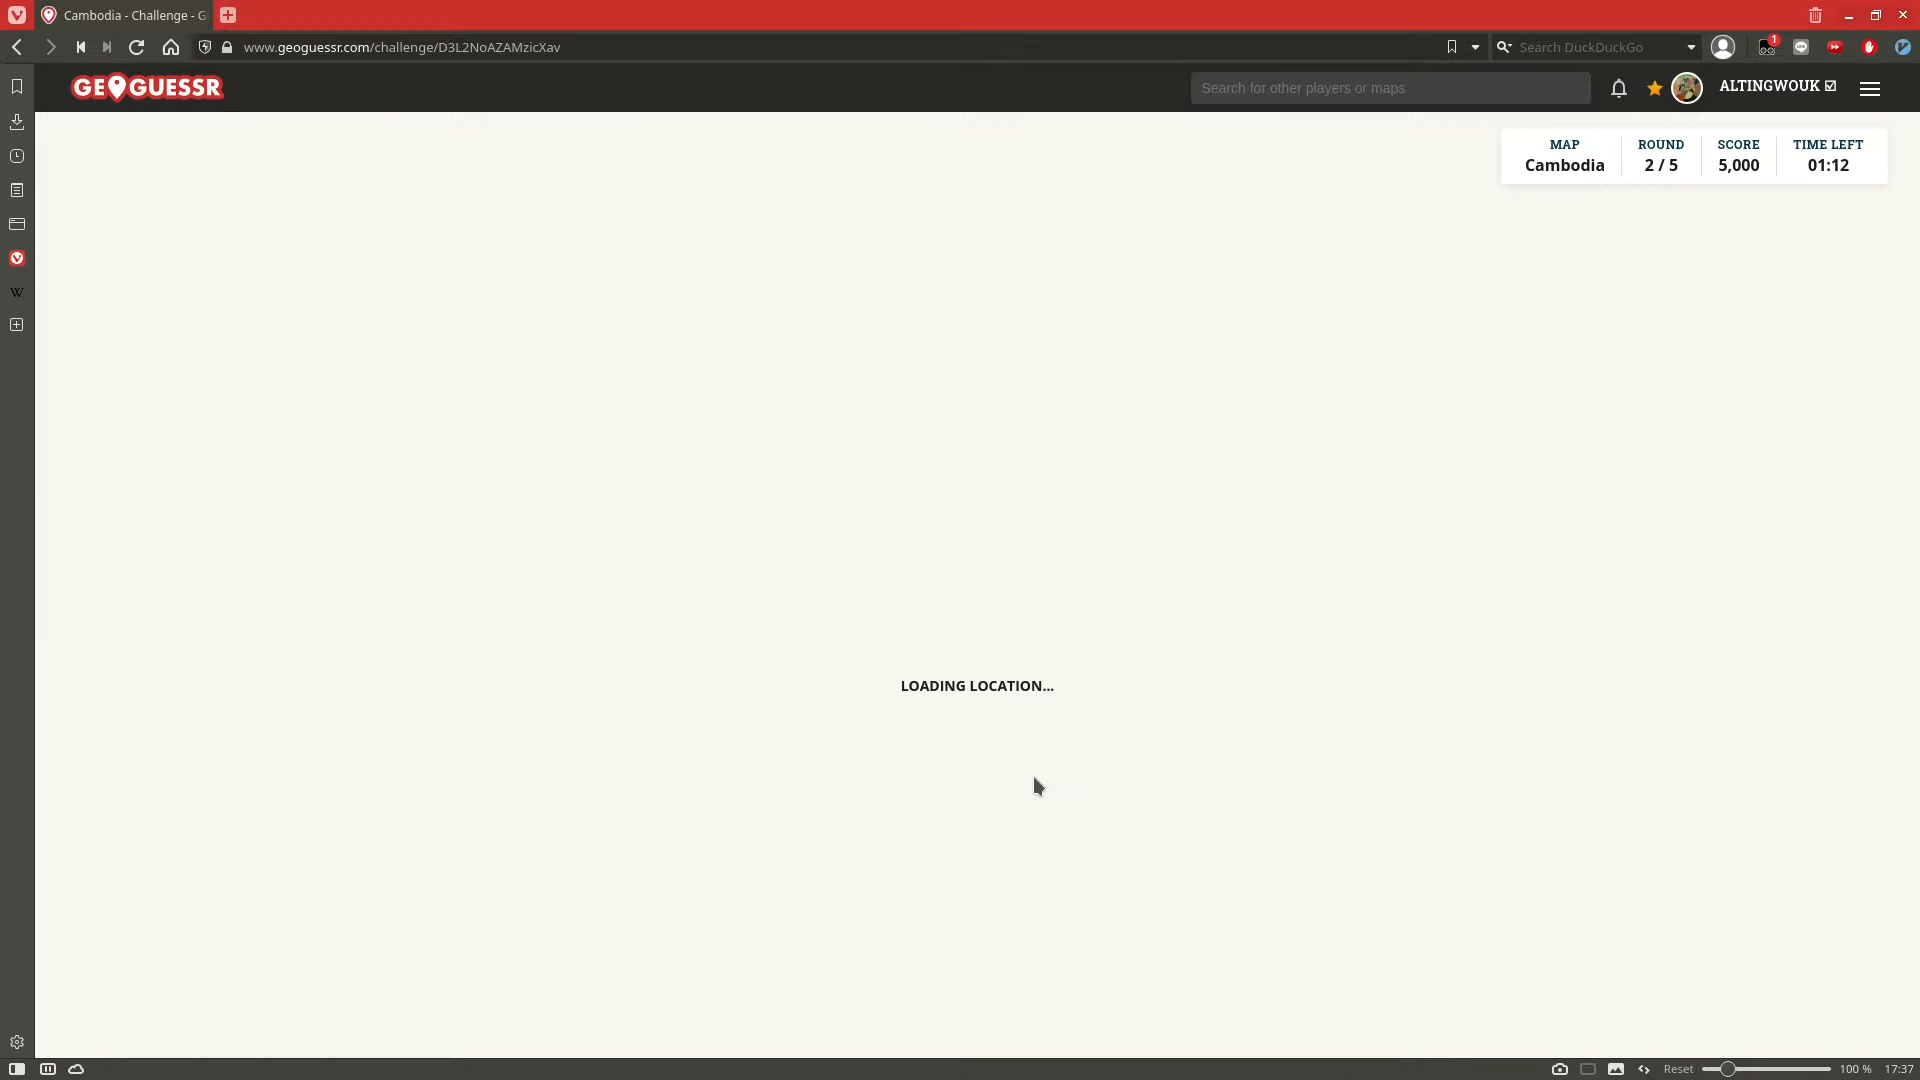 Cambodia - Challenge - G
www.geoguessr.com/challenge/D3L2NoAZAMzicXav
Search DuckDuckGo
1
GEOGUESSR
Search for other players or maps
ALTINGWOUK ☑
MAP
Cambodia
ROUND
2 / 5
SCORE
5,000
TIME LEFT
01:12
W
LOADING LOCATION...
Reset
100 %
17:37